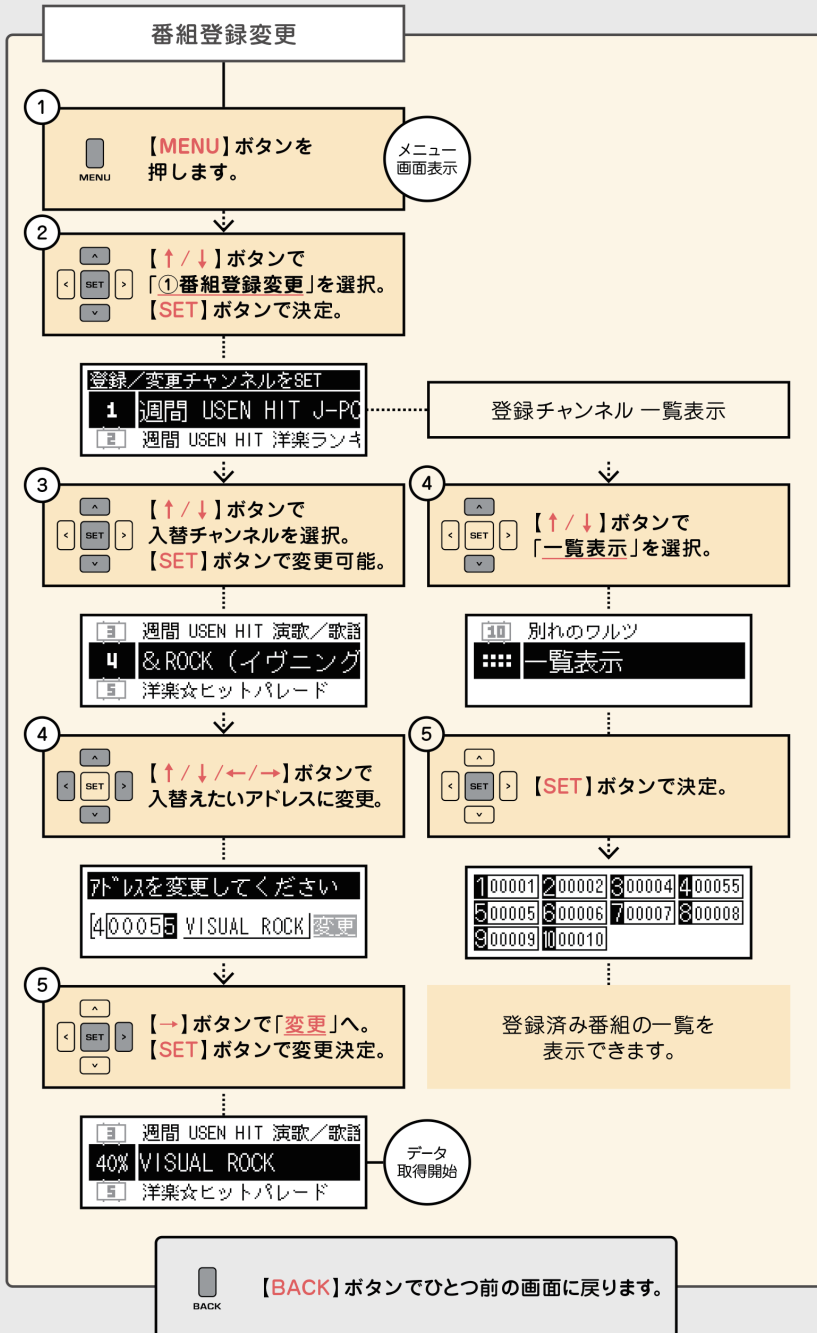 番組登録変更
1
MENU
【MENU】ボタンを
押します。
メニュー
画面表示
2
SET
【↑/↓】ボタンで
「①番組登録変更」を選択。
【SET】ボタンで決定。
登録/変更チャンネルをSET
1 週間 USEN HIT J-PO
2 週間 USEN HIT 洋楽ランキ
登録チャンネル 一覧表示
3
SET
【↑/↓】ボタンで
入替チャンネルを選択。
【SET】ボタンで変更可能。
3 週間 USEN HIT 演歌/歌謡
4 &ROCK (イヴニング
5 洋楽☆ヒットパレード
4
SET
【↑/↓/←/→】ボタンで
入替えたいアドレスに変更。
アドレスを変更してください
4 00055 VISUAL ROCK 変更
5
SET
【→】ボタンで「変更」へ。
【SET】ボタンで変更決定。
3 週間 USEN HIT 演歌/歌謡
40% VISUAL ROCK
5 洋楽☆ヒットパレード
データ
取得開始
4
SET
【↑/↓】ボタンで
「一覧表示」を選択。
10 別れのワルツ
一覧表示
5
SET
【SET】ボタンで決定。
1 00001 2 00002 3 00004 4 00055
5 00005 6 00006 7 00007 8 00008
9 00009 10 00010
登録済み番組の一覧を
表示できます。
BACK
【BACK】ボタンでひとつ前の画面に戻ります。